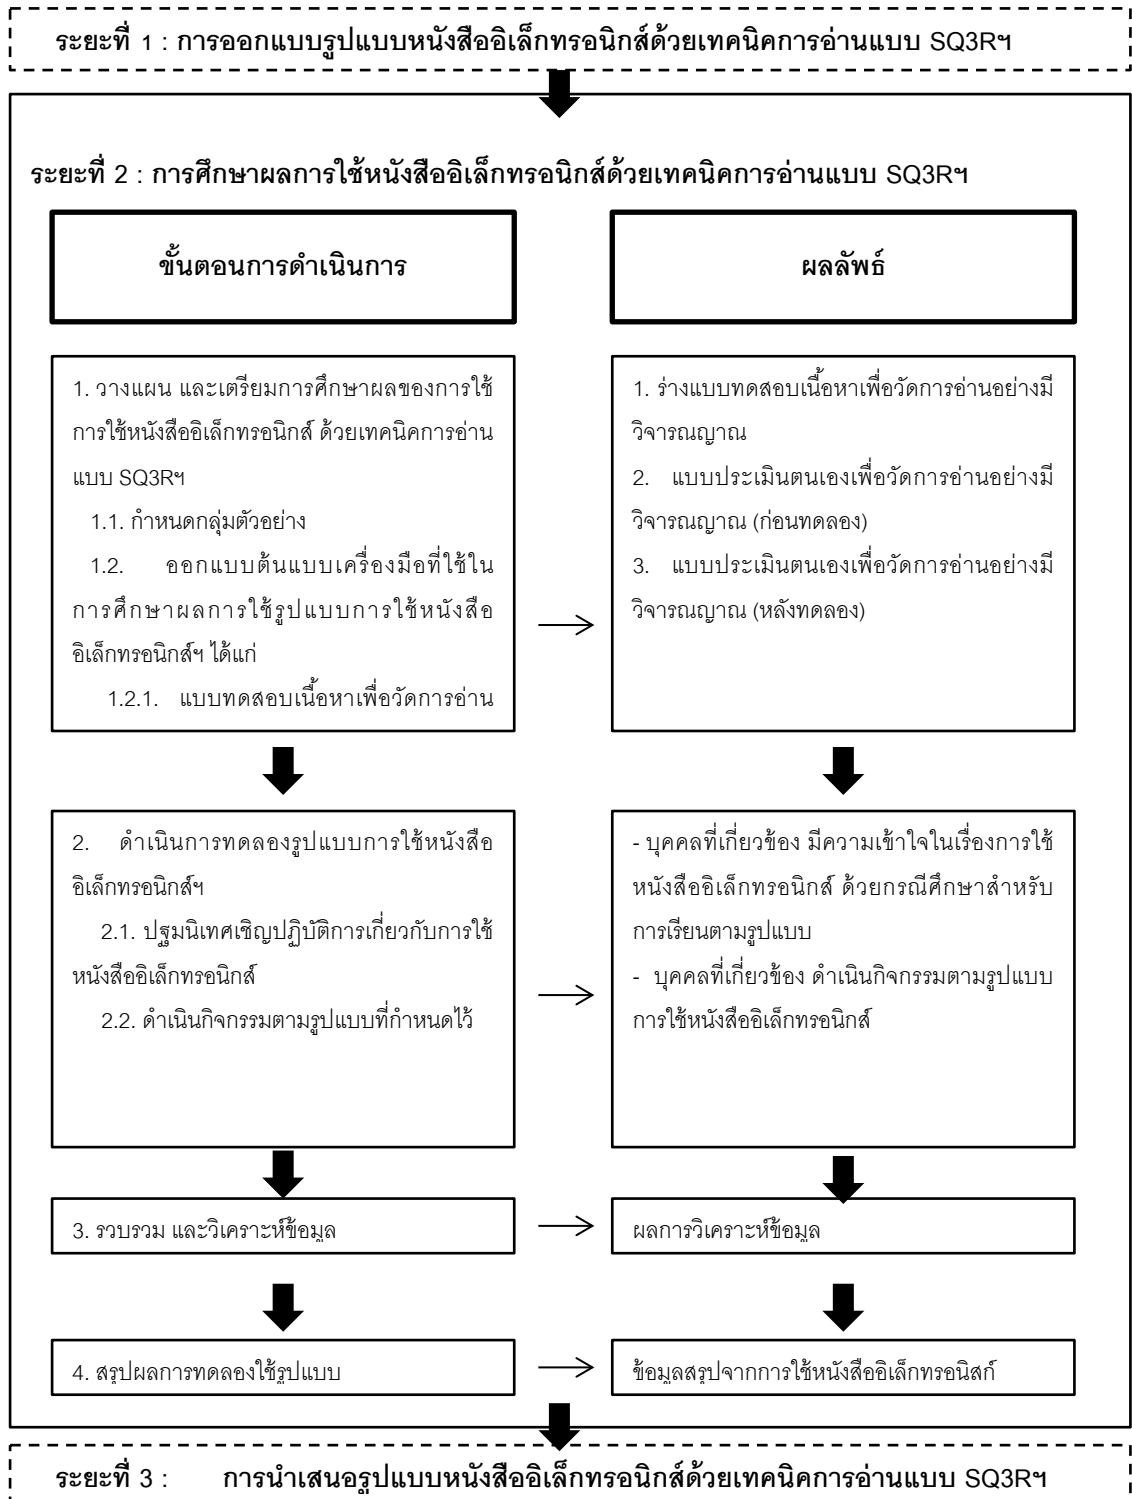 ระยะที่ 1 : การออกแบบรูปแบบหนังสืออิเล็กทรอนิกส์ด้วยเทคนิคการอ่านแบบ SQ3Rฯ
ระยะที่ 2 : การศึกษาผลการใช้หนังสืออิเล็กทรอนิกส์ด้วยเทคนิคการอ่านแบบ SQ3Rฯ
ขั้นตอนการดำเนินการ
ผลลัพธ์
1. วางแผน และเตรียมการศึกษาผลของการใช้
การใช้หนังสืออิเล็กทรอนิกส์ ด้วยเทคนิคการอ่าน
แบบ SQ3Rฯ
1.1. กำหนดกลุ่มตัวอย่าง
1.2. ออกแบบต้นแบบเครื่องมือที่ใช้ใน
การศึกษาผลการใช้รูปแบบการใช้หนังสือ
อิเล็กทรอนิกส์ฯ ได้แก่
1.2.1. แบบทดสอบเนื้อหาเพื่อวัดการอ่าน
1. ร่างแบบทดสอบเนื้อหาเพื่อวัดการอ่านอย่างมี
วิจารณญาณ
2. แบบประเมินตนเองเพื่อวัดการอ่านอย่างมี
วิจารณญาณ (ก่อนทดลอง)
3. แบบประเมินตนเองเพื่อวัดการอ่านอย่างมี
วิจารณญาณ (หลังทดลอง)
2. ดำเนินการทดลองรูปแบบการใช้หนังสือ
อิเล็กทรอนิกส์ฯ
2.1. ปฐมนิเทศเชิญปฏิบัติการเกี่ยวกับการใช้
หนังสืออิเล็กทรอนิกส์
2.2. ดำเนินกิจกรรมตามรูปแบบที่กำหนดไว้
- บุคคลที่เกี่ยวข้อง มีความเข้าใจในเรื่องการใช้
หนังสืออิเล็กทรอนิกส์ ด้วยกรณีศึกษาสำหรับ
การเรียนตามรูปแบบ
- บุคคลที่เกี่ยวข้อง ดำเนินกิจกรรมตามรูปแบบ
การใช้หนังสืออิเล็กทรอนิกส์
3. รวบรวม และวิเคราะห์ข้อมูล
ผลการวิเคราะห์ข้อมูล
4. สรุปผลการทดลองใช้รูปแบบ
ข้อมูลสรุปจากการใช้หนังสืออิเล็กทรอนิสก์
ระยะที่ 3 : การนำเสนอรูปแบบหนังสืออิเล็กทรอนิกส์ด้วยเทคนิคการอ่านแบบ SQ3Rฯ